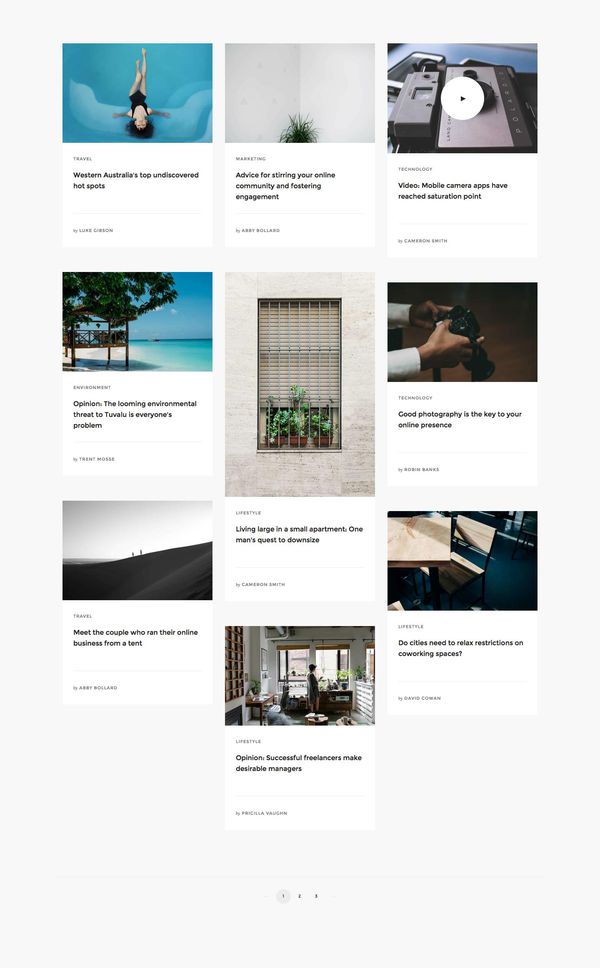 TRAVEL
Western Australia's top undiscovered
hot spots
by LUKE GIBSON
MARKETING
Advice for stirring your online
community and fostering
engagement
by ABBY BOLLARD
POLAROID
LAND CAMERA
TECHNOLOGY
Video: Mobile camera apps have
reached saturation point
by CAMERON SMITH
ENVIRONMENT
Opinion: The looming environmental
threat to Tuvalu is everyone's
problem
by TRENT MOSSE
LIFESTYLE
Living large in a small apartment: One
man's quest to downsize
by CAMERON SMITH
TECHNOLOGY
Good photography is the key to your
online presence
by ROBIN BANKS
TRAVEL
Meet the couple who ran their online
business from a tent
by ABBY BOLLARD
LIFESTYLE
Opinion: Successful freelancers make
desirable managers
by PRICILLA VAUGHN
LIFESTYLE
Do cities need to relax restrictions on
coworking spaces?
by DAVID COWAN
1 2 3